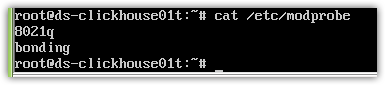 root@ds-clickhouse01t:~# cat /etc/modprobe
8021q
bonding
root@ds-clickhouse01t:~# _